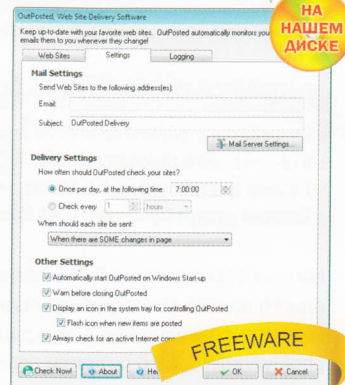 OutPosted, Web Site Delivery Software
НА
НАШЕМ
ДИСКЕ
Keep up-to-date with your favorite web sites. OutPosted automatically monitors you
emails them to you whenever they change!
Web Sites
Settings
Logging
Mail Settings
Send Web Sites to the following address(es):
Email:
Subject: OutPosted Delivery
Mail Server Settings...
Delivery Settings
How often should OutPosted check your sites?
Once per day, at the following time: 7:00:00
Check every 1 hours
When should each site be sent:
When there are SOME changes in page
Other Settings
Automatically start OutPosted on Windows Start-up
Warn before closing OutPosted
Display an icon in the system tray for controlling OutPosted
Flash icon when new items are posted
Always check for an active Internet con
FREEWARE
Check Now!
About
He
OK
Cancel